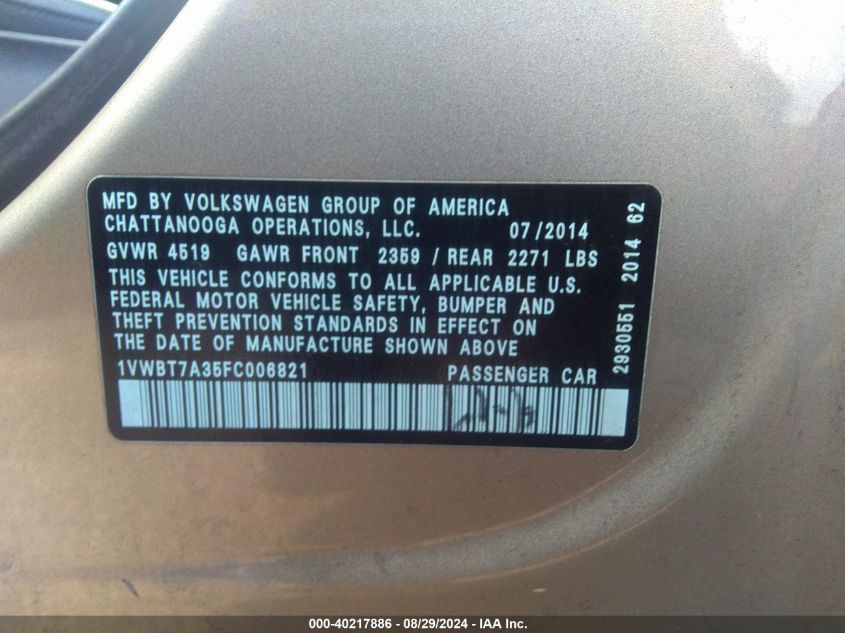 MFD BY VOLKSWAGEN GROUP OF AMERICA
CHATTANOOGA OPERATIONS, LLC. 07/2014
GVWR 4519 GAWR FRONT 2359 / REAR 2271 LBS
THIS VEHICLE CONFORMS TO ALL APPLICABLE U.S.
FEDERAL MOTOR VEHICLE SAFETY, BUMPER AND
THEFT PREVENTION STANDARDS IN EFFECT ON
THE DATE OF MANUFACTURE SHOWN ABOVE
1VWBT7A35FC006821 PASSENGER CAR
2930551 2014 62
000-40217886 - 08/29/2024 - IAA Inc.